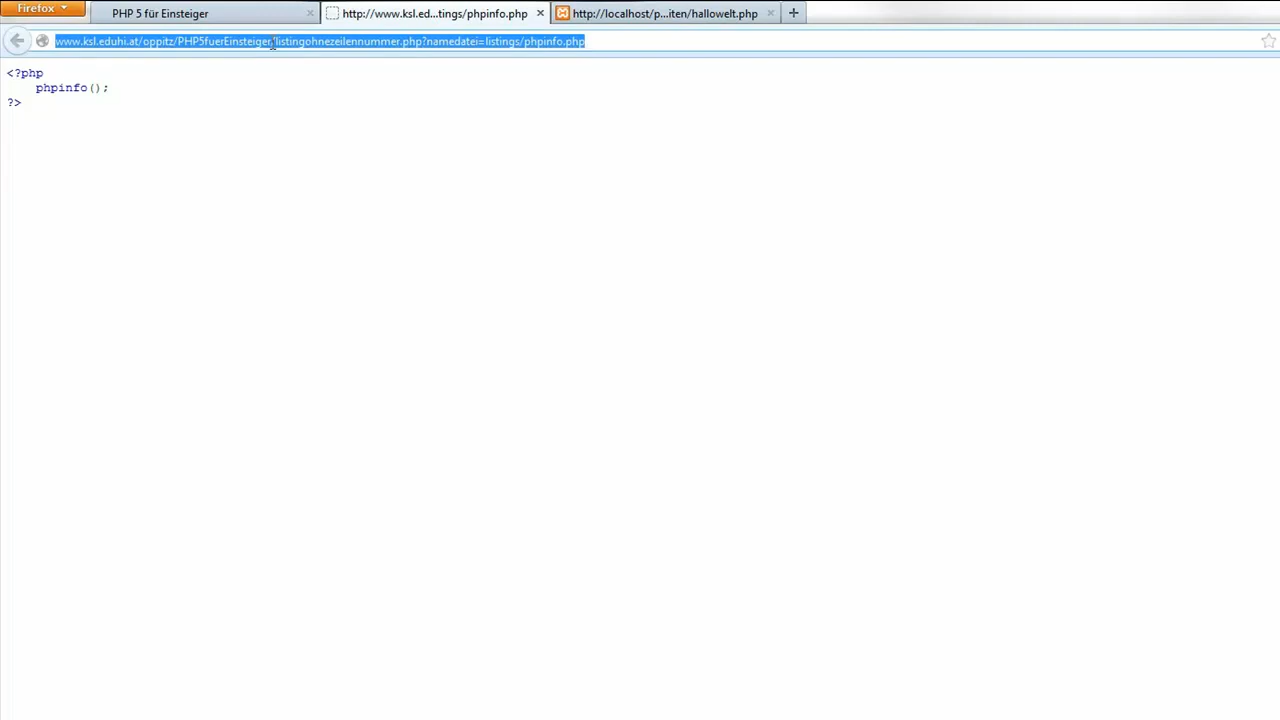 Firefox
PHP 5 für Einsteiger
http://www.ksl.ed...tings/phpinfo.php
http://localhost/p...iten/hallowelt.php
www.ksl.eduhi.at/oppitz/PHP5fuerEinsteiger/listingohnezeilennummer.php?namedatei=listings/phpinfo.php
<?php
phpinfo();
?>